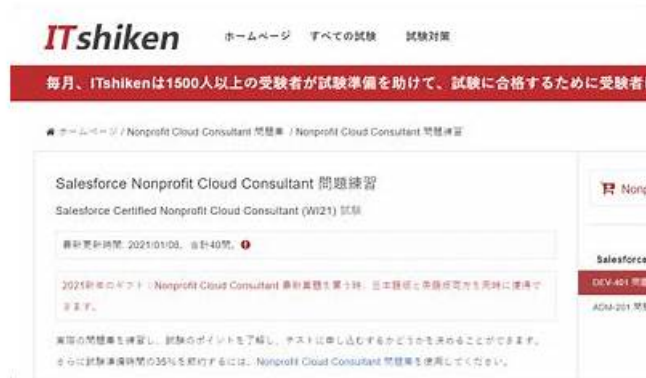 ITshiken
ホームページ すべての試験 試験対策
毎月、ITshikenは1500人以上の受験者が試験準備を助けて、試験に合格するために受験者
ホームページ / Nonprofit Cloud Consultant 問題集 / Nonprofit Cloud Consultant 問題練習
Salesforce Nonprofit Cloud Consultant 問題練習
Salesforce Certified Nonprofit Cloud Consultant (WI21) 試験
最新更新時間: 2021/01/08、合計40問。
2021新年のギフト：Nonprofit Cloud Consultant 最新真題を買う時、日本語版と英語版両方を同時に獲得で
きます。
実際の問題集を練習し、試験のポイントを了解し、テストに申し込むするかどうかを決めることができます。
さらに試験準備時間の35%を節約するには、Nonprofit Cloud Consultant 問題集を使用してください。
Nonp
Salesforce
DEV-401 問題
ADM-201 問題